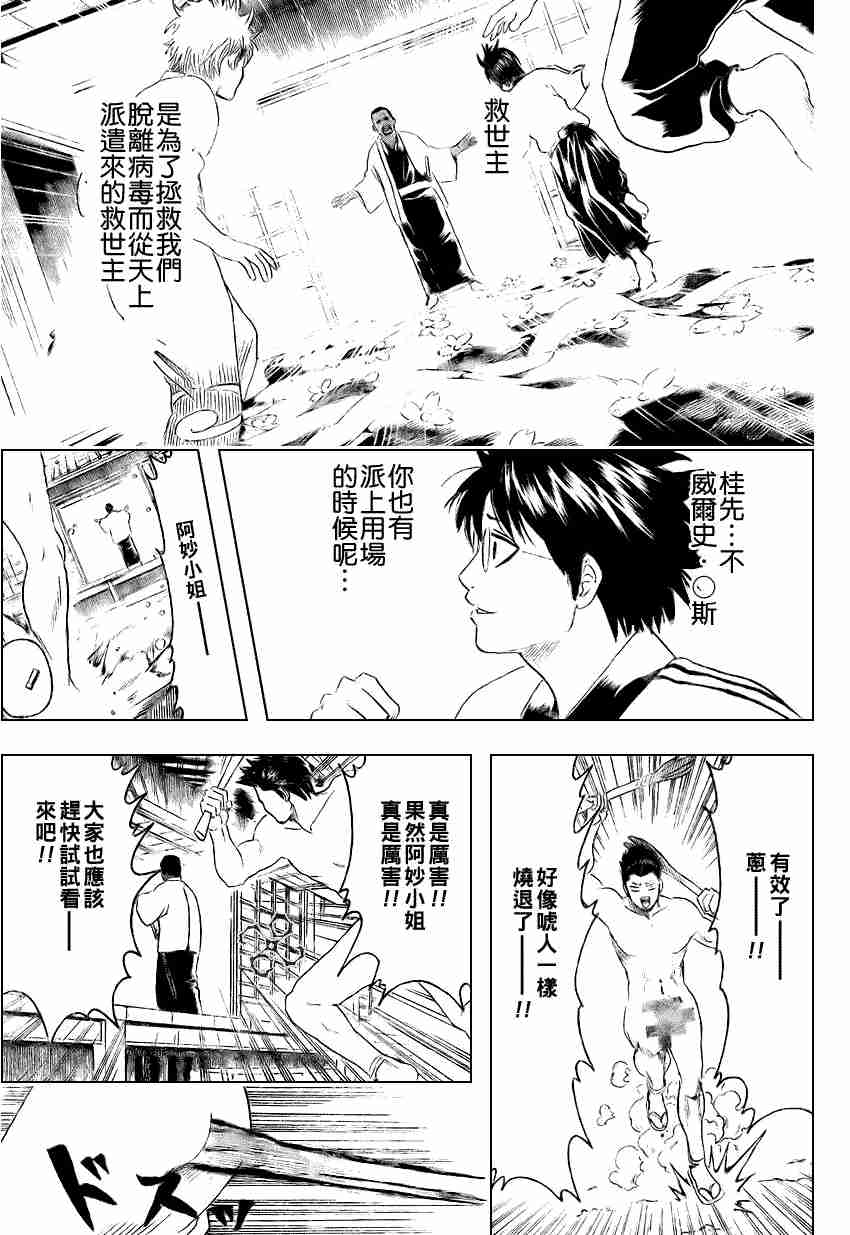 救世主
是為了拯救我們
脫離病毒而從天上
派遣來的救世主
桂先…不
威爾史．○斯
你也有
派上用場
的時候呢…
阿妙小姐——
有效了——!!
蔥——
好像唬人一樣
燒退了——!!
真是厲害!!
果然阿妙小姐
真是厲害!!
大家也應該
趕快試試看——
來吧!!
ドスッ